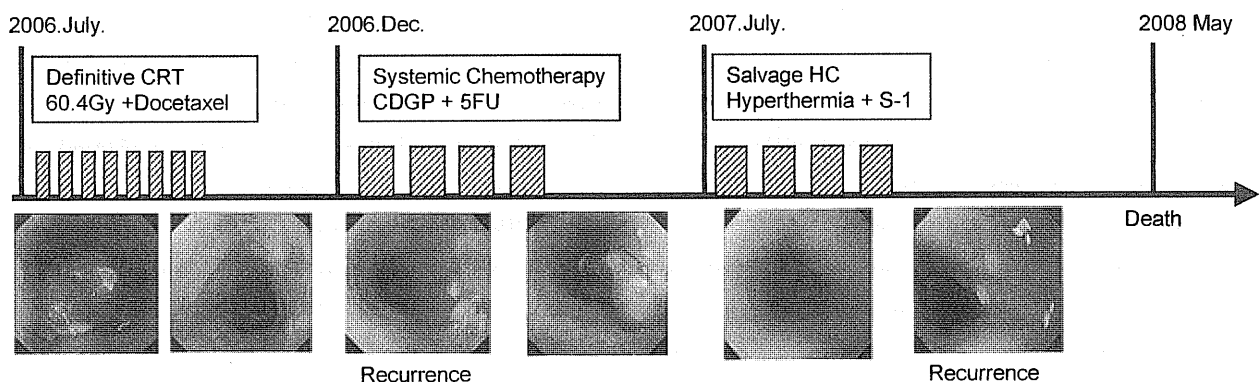 2006.July.
2006.Dec.
2007.July.
2008 May
Definitive CRT
60.4Gy +Docetaxel
Systemic Chemotherapy
CDGP + 5FU
Salvage HC
Hyperthermia + S-1
Death
Recurrence
Recurrence